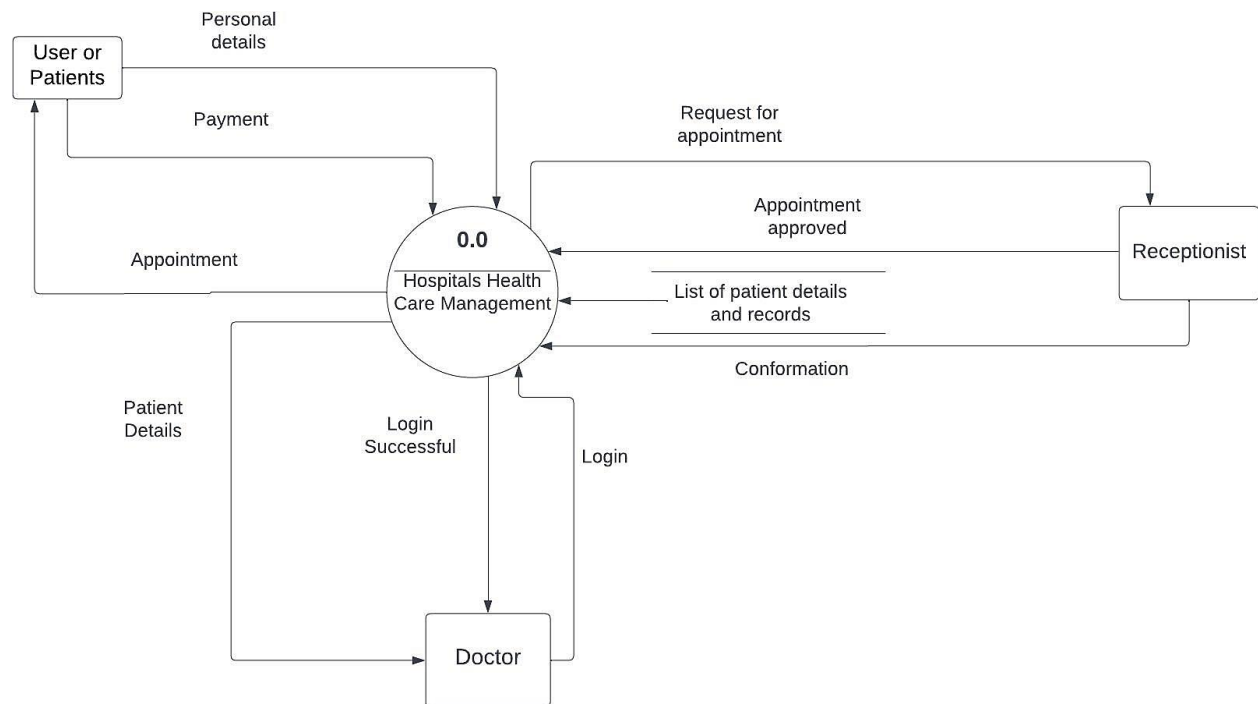 Personal
details
User or
Patients
Payment
Request for
appointment
Appointment
approved
0.0
Receptionist
Appointment
Hospitals Health
Care Management
List of patient details
and records
Conformation
Patient
Details
Login
Successful
Login
Doctor